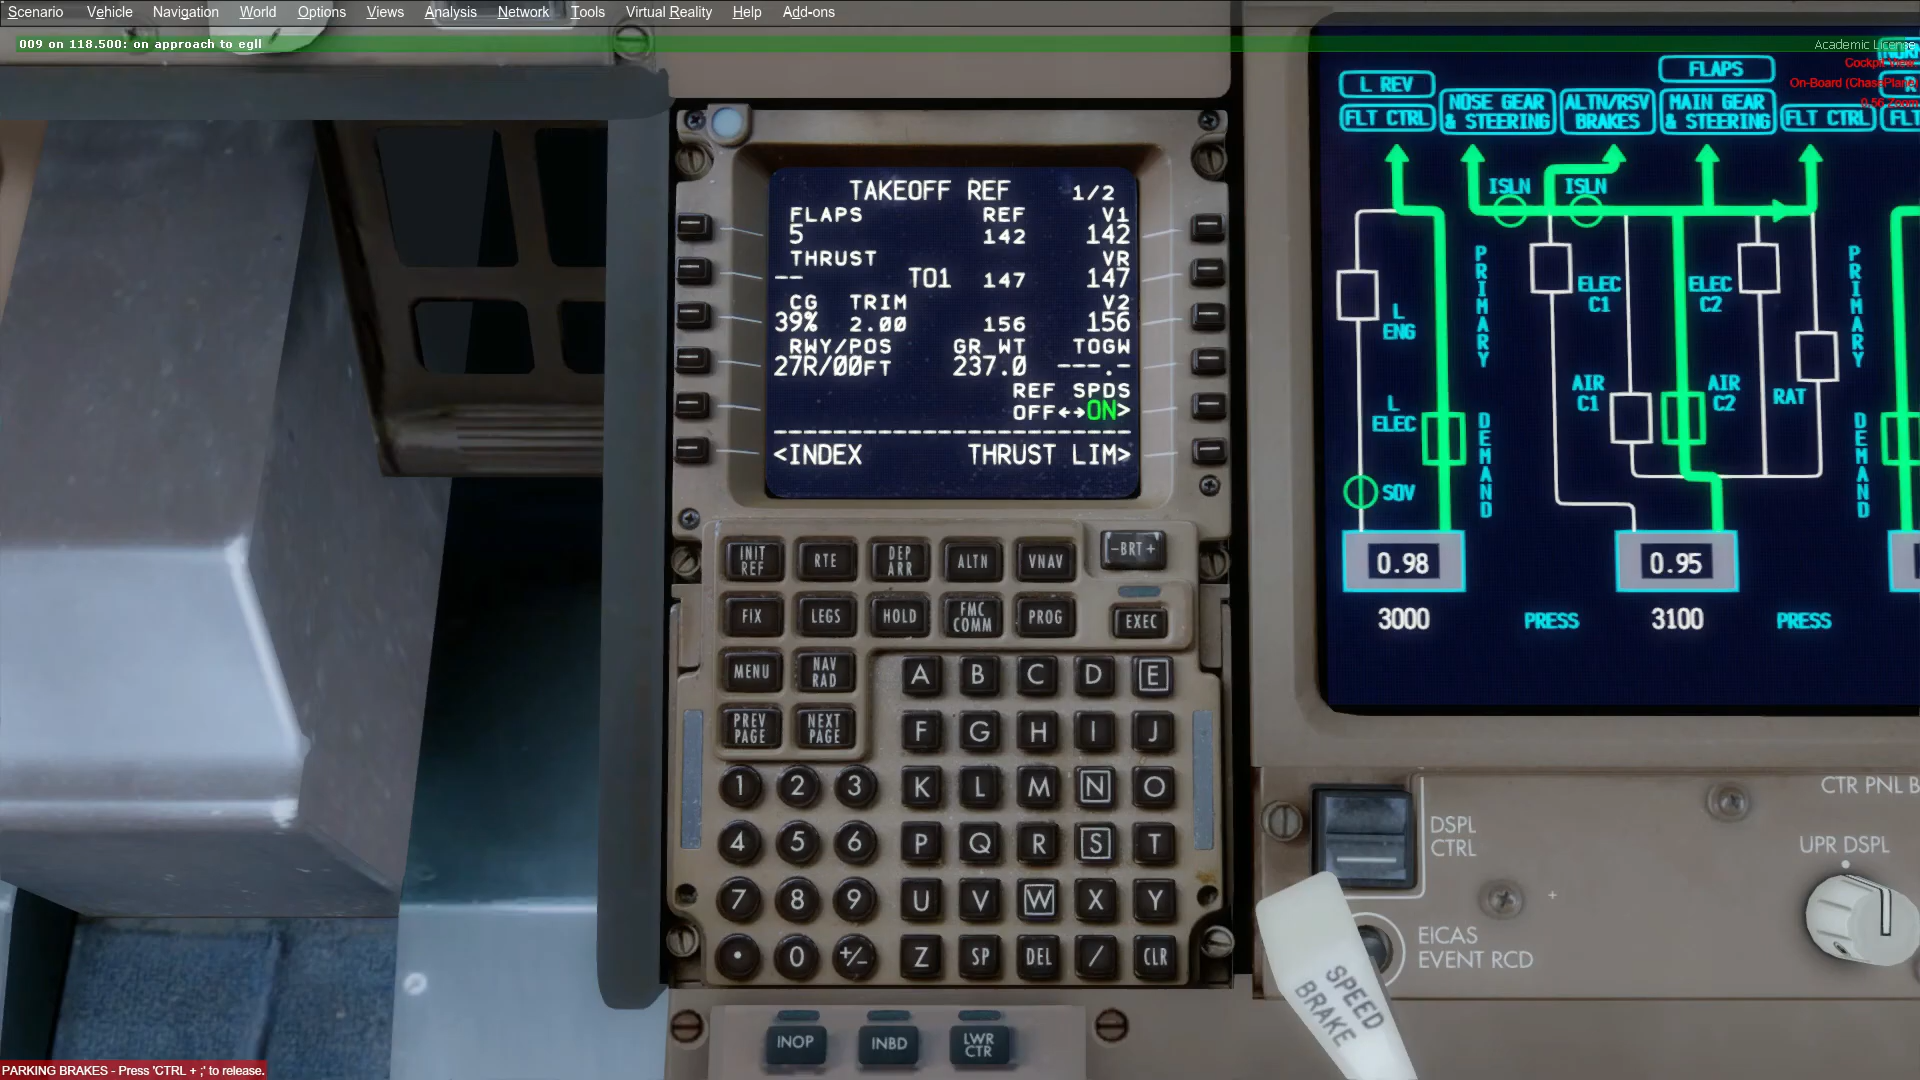 Scenario Vehicle Navigation World Options Views Analysis Network Tools Virtual Reality Help Add-ons
009 on 118.500: on approach to egll
Academic License
TAKEOFF REF 1/2
FLAPS REF V1
5 142 142
THRUST VR
-- TO1 147 147
CG TRIM V2
39% 2.00 156 156
RWY/POS GR WT TOGW
27R/00FT 237.0 ---.-
REF SPDS
OFF←→ON>
<INDEX THRUST LIM>
INIT REF
RTE
DEP ARR
ALTN
VNAV
-BRT+
FIX
LEGS
HOLD
FMC COMM
PROG
EXEC
MENU
NAV RAD
PREV PAGE
NEXT PAGE
A B C D E
F G H I J
1 2 3 K L M N O
4 5 6 P Q R S T
7 8 9 U V W X Y
. 0 +/- Z SP DEL / CLR
INOP
INBD
LWR CTR
L REV
FLAPS
FLT CTRL
NOSE GEAR & STEERING
ALTN/RSV BRAKES
MAIN GEAR & STEERING
FLT CTRL
ISLN ISLN
PRIMARY
PRIMARY
ELEC C1
ELEC C2
L ENG
AIR C1
AIR C2
RAT
L ELEC
DEMAND
DEMAND
SOV
0.98 0.95
3000 PRESS 3100 PRESS
DSPL CTRL
UPR DSPL
EICAS EVENT RCD
SPEED BRAKE
PARKING BRAKES - Press 'CTRL + ;' to release.